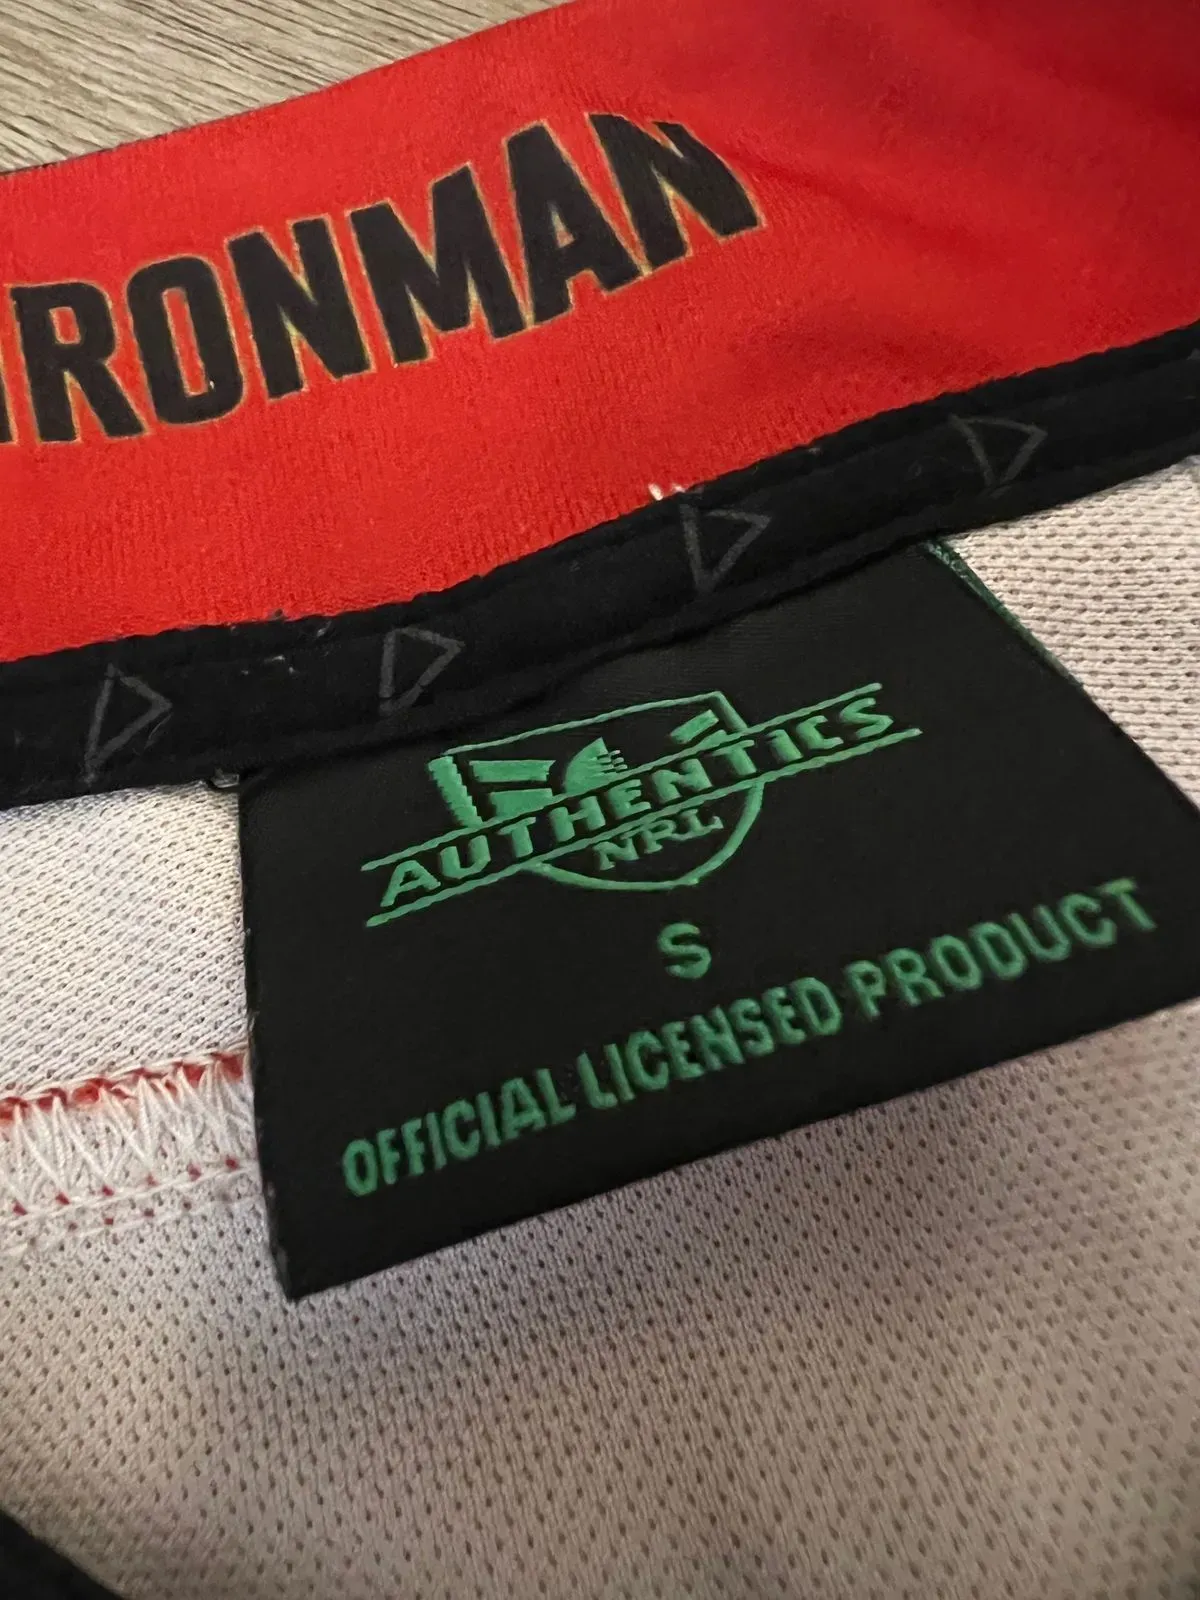 IRONMAN
AUTHENTICS
NRL
S
OFFICIAL LICENSED PRODUCT